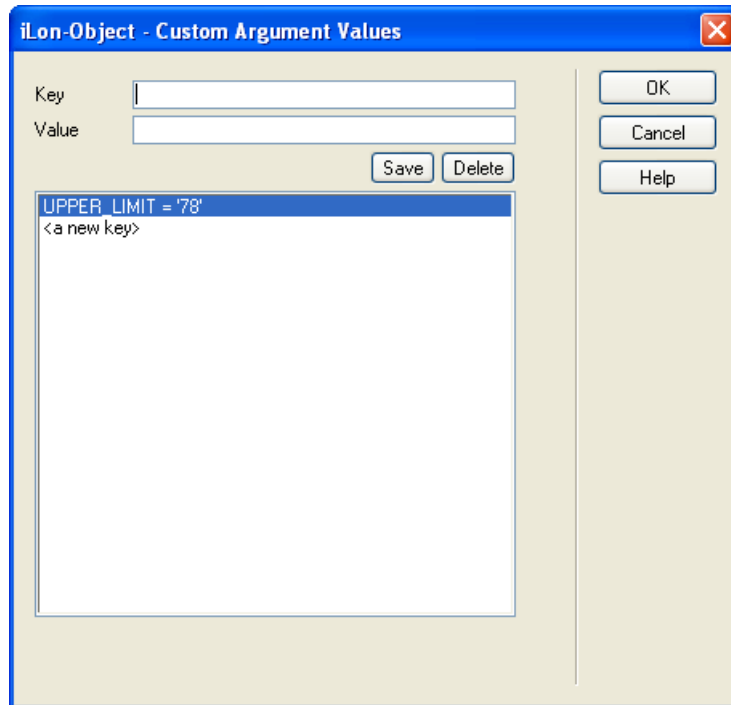 iLon-Object - Custom Argument Values
Key
Value
Save Delete
UPPER_LIMIT = '78'
<a new key>
OK
Cancel
Help